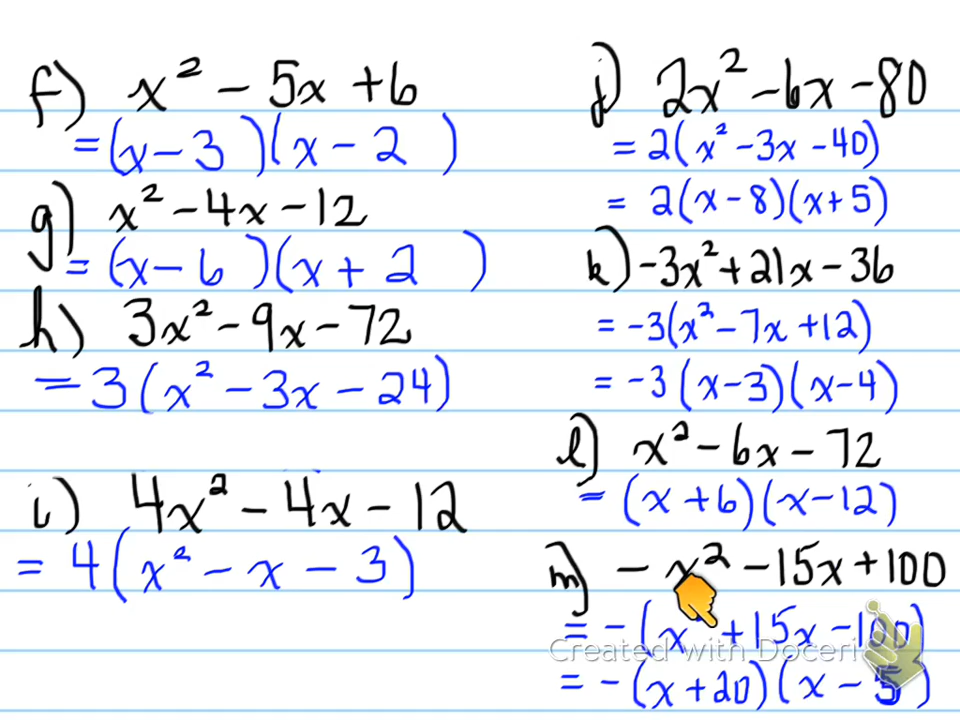 f) x² - 5x + 6
= (x - 3)(x - 2)
g) x² - 4x - 12
= (x - 6)(x + 2)
h) 3x² - 9x - 72
= 3(x² - 3x - 24)
i) 4x² - 4x - 12
= 4(x² - x - 3)
j) 2x² - 6x - 80
= 2(x² - 3x - 40)
= 2(x - 8)(x + 5)
k) -3x² + 21x - 36
= -3(x² - 7x + 12)
= -3(x - 3)(x - 4)
l) x² - 6x - 72
= (x + 6)(x - 12)
m) - x² - 15x + 100
= -(x² + 15x - 100)
Created with Doceri
= -(x + 20)(x - 5)